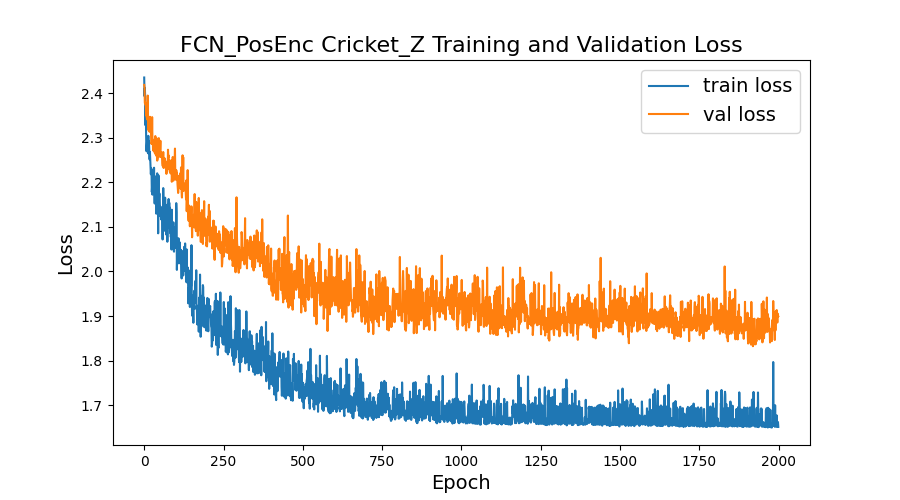 FCN_PosEnc Cricket_Z Training and Validation Loss
train loss
val loss
2.4
2.3
2.2
2.1
2.0
1.9
1.8
1.7
Loss
0 250 500 750 1000 1250 1500 1750 2000
Epoch